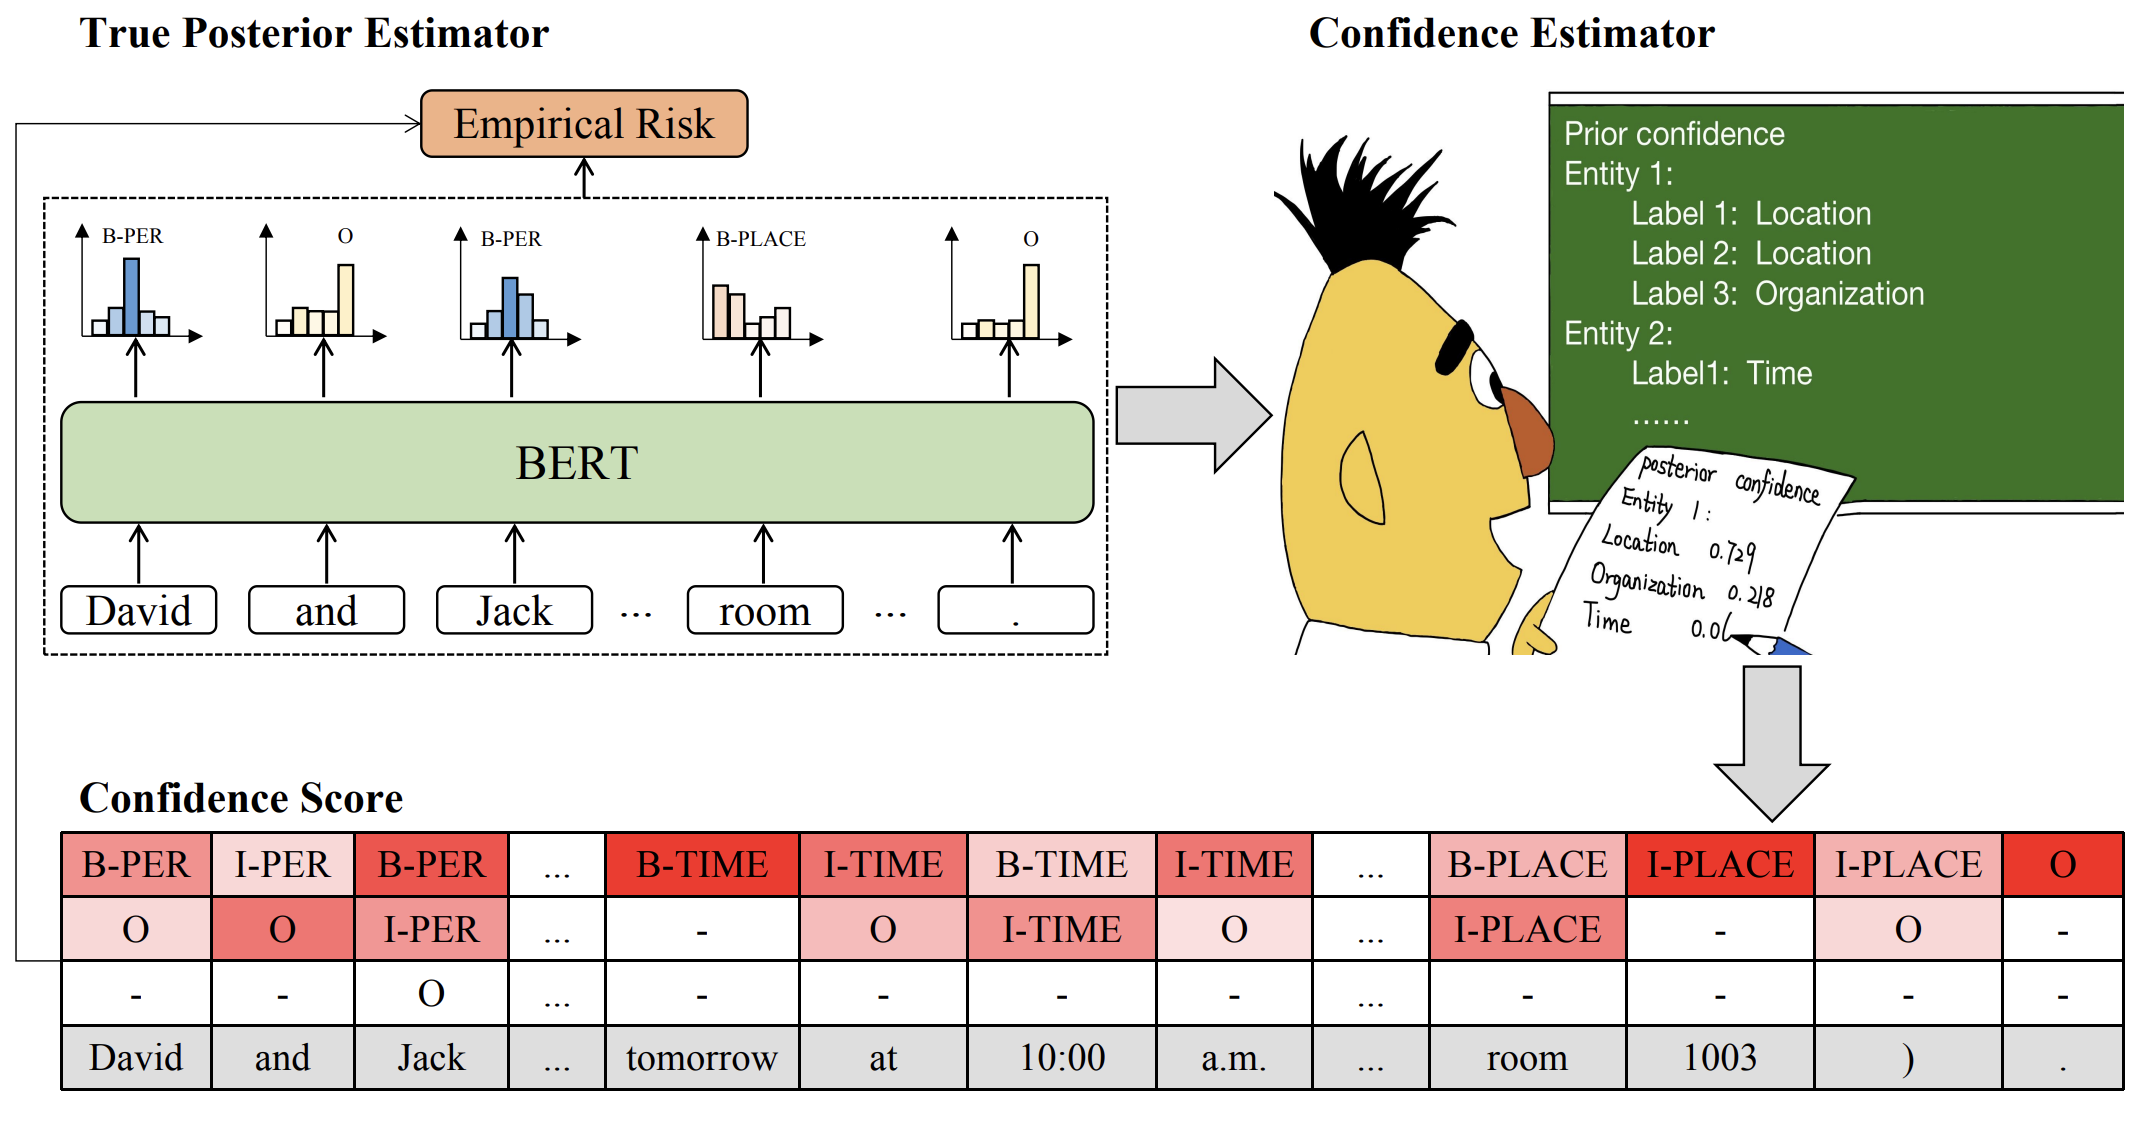 True Posterior Estimator
Confidence Estimator
Empirical Risk
B-PER
O
B-PER
B-PLACE
O
BERT
David and Jack ... room ... .
Prior confidence
Entity 1:
Label 1: Location
Label 2: Location
Label 3: Organization
Entity 2:
Label1: Time
......
posterior confidence
Entity 1:
Location 0.729
Organization 0.218
Time 0.0
Confidence Score
B-PER I-PER B-PER ... B-TIME I-TIME B-TIME I-TIME ... B-PLACE I-PLACE I-PLACE O
O O I-PER ... - O I-TIME O ... I-PLACE - O -
- - O ... - - - - ... - - - -
David and Jack ... tomorrow at 10:00 a.m. ... room 1003 ) .